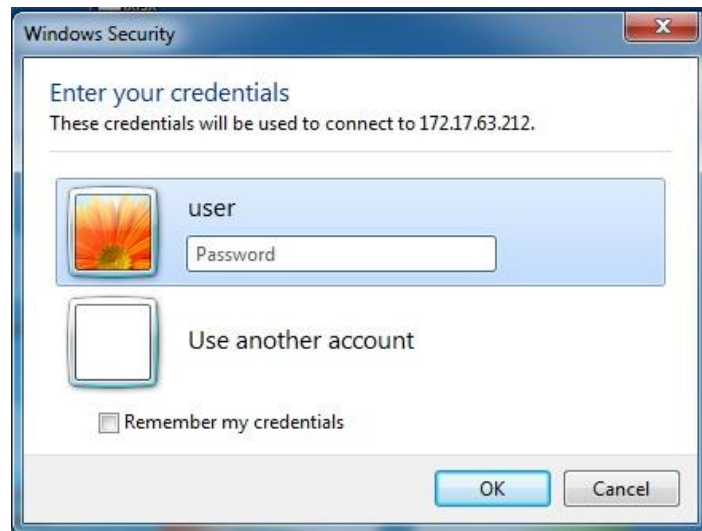 Windows Security
Enter your credentials
These credentials will be used to connect to 172.17.63.212.
user
Password
Use another account
Remember my credentials
OK
Cancel